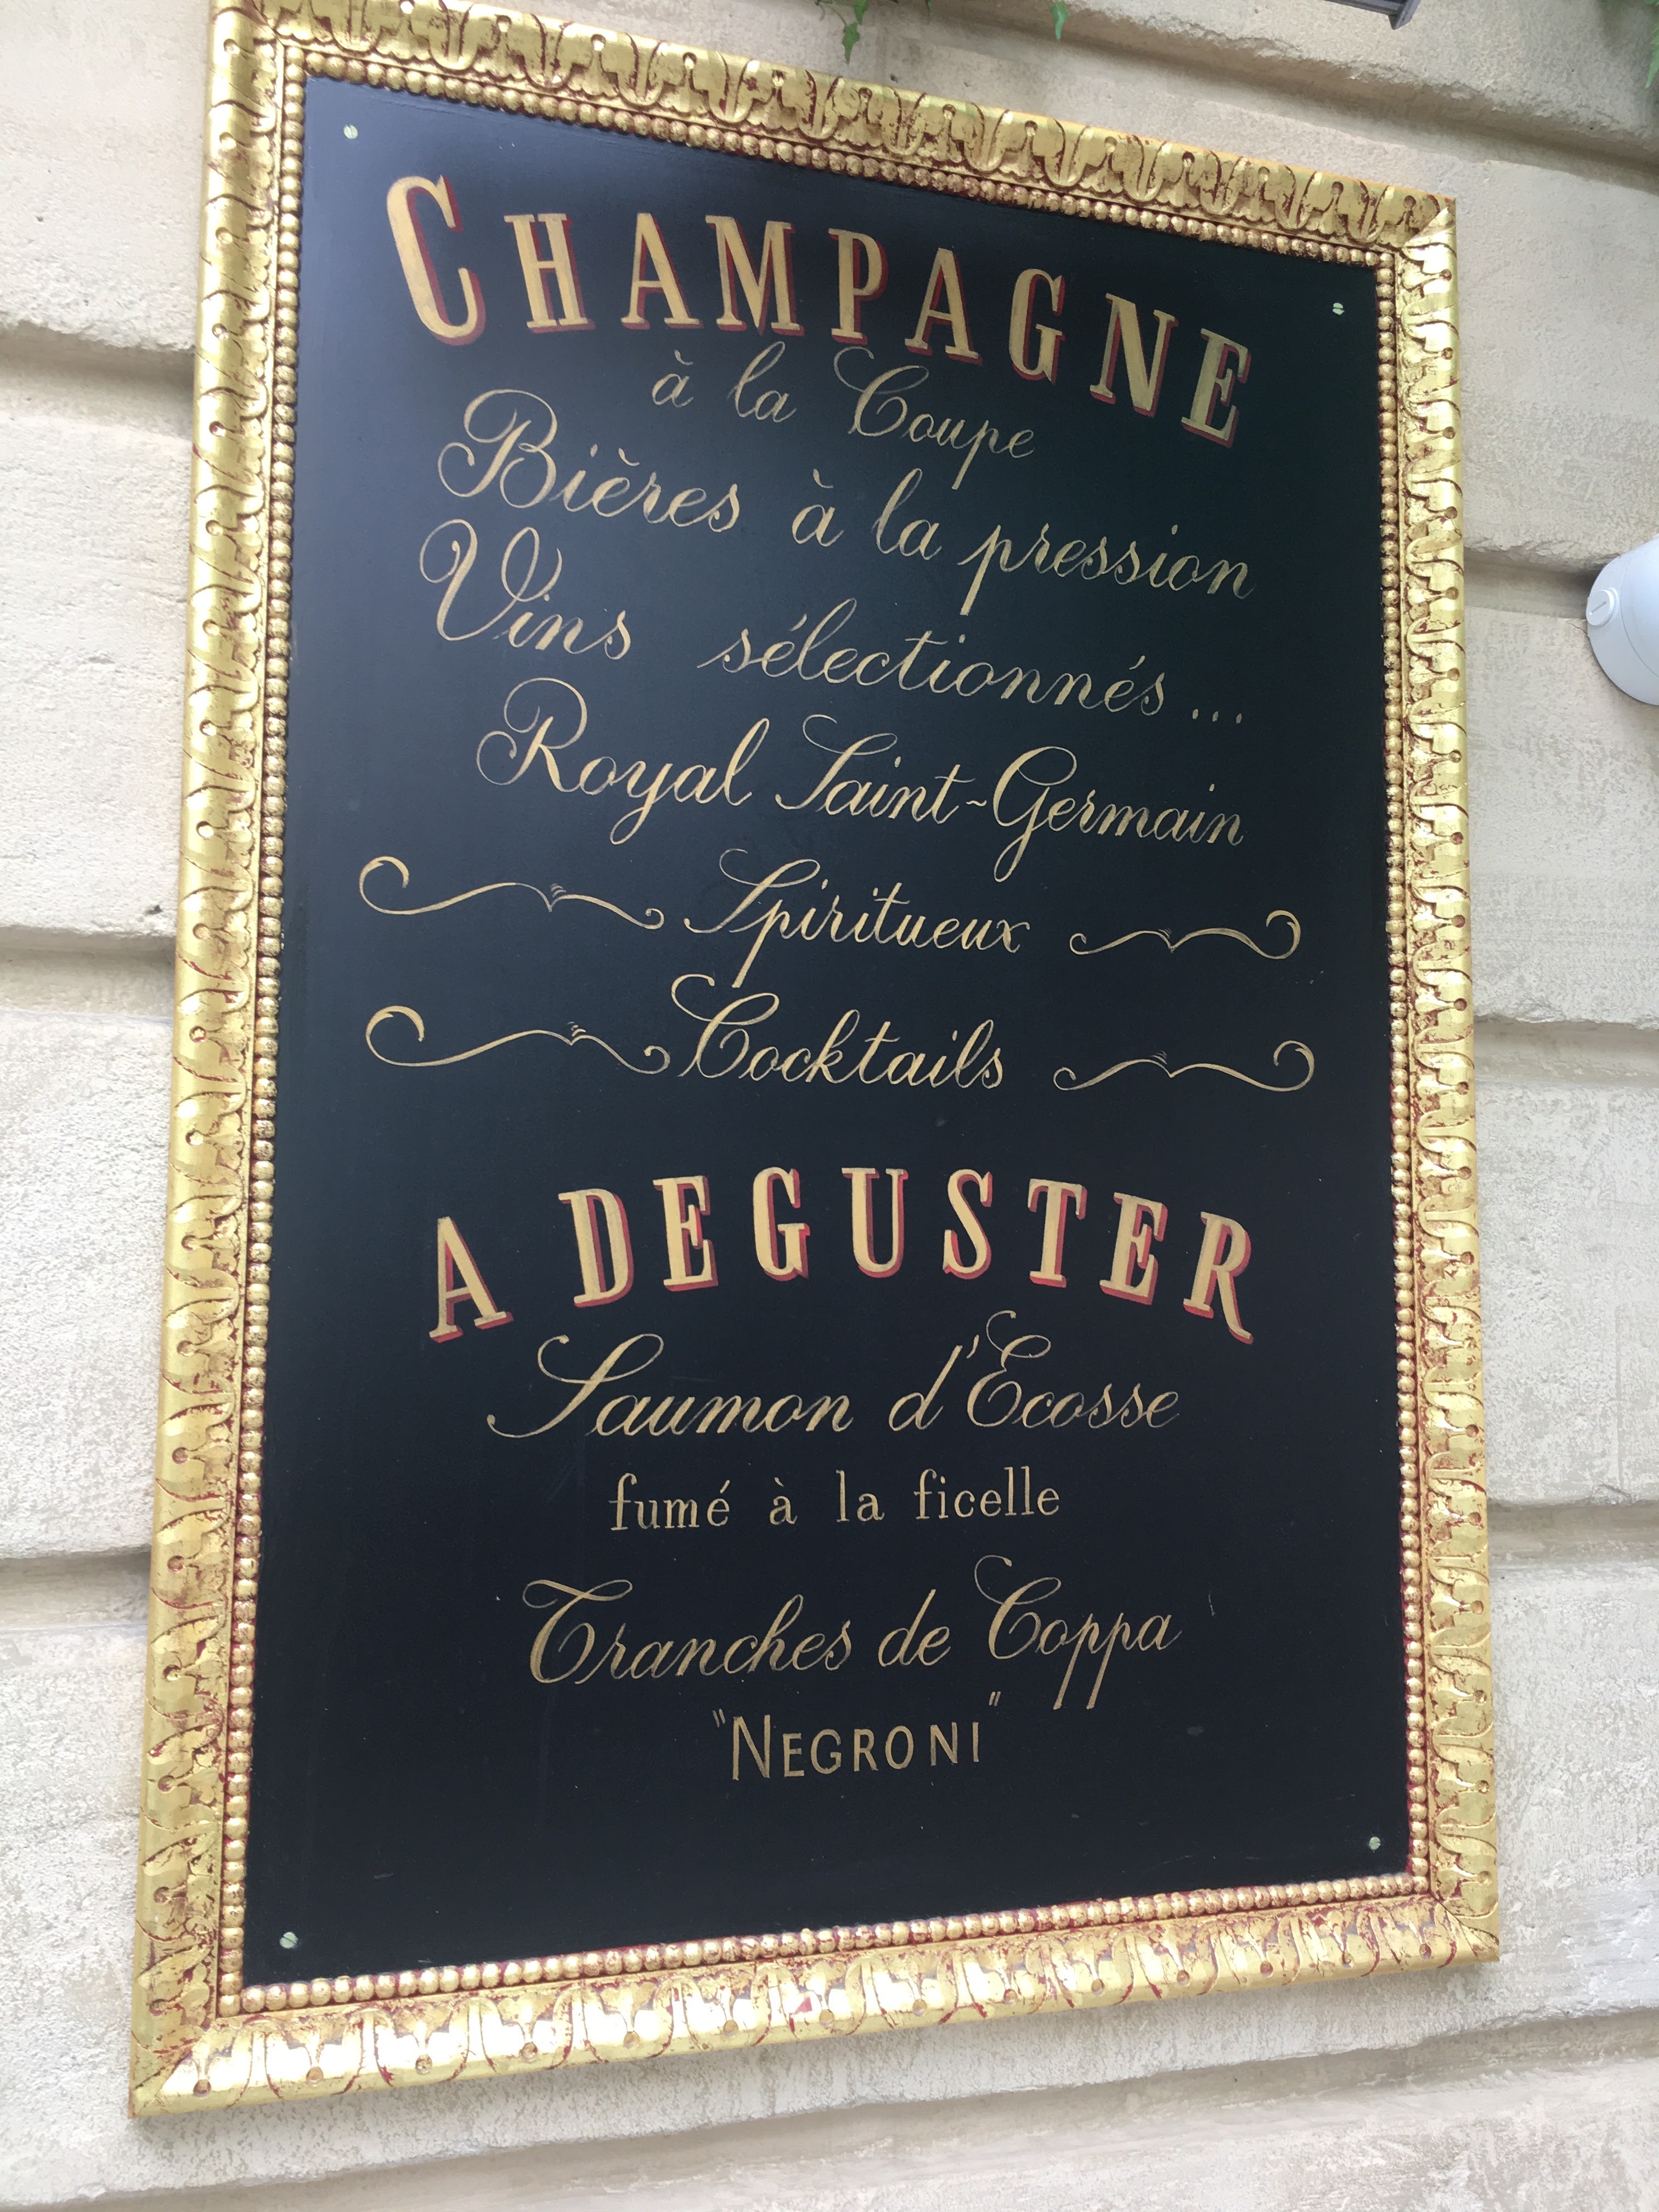 CHAMPAGNE
à la Coupe
Bières à la pression
Vins sélectionnés...
Royal Saint-Germain
Spiritueux
Cocktails
A DEGUSTER
Saumon d'Ecosse
fumé à la ficelle
Tranches de Coppa
"NEGRONI"